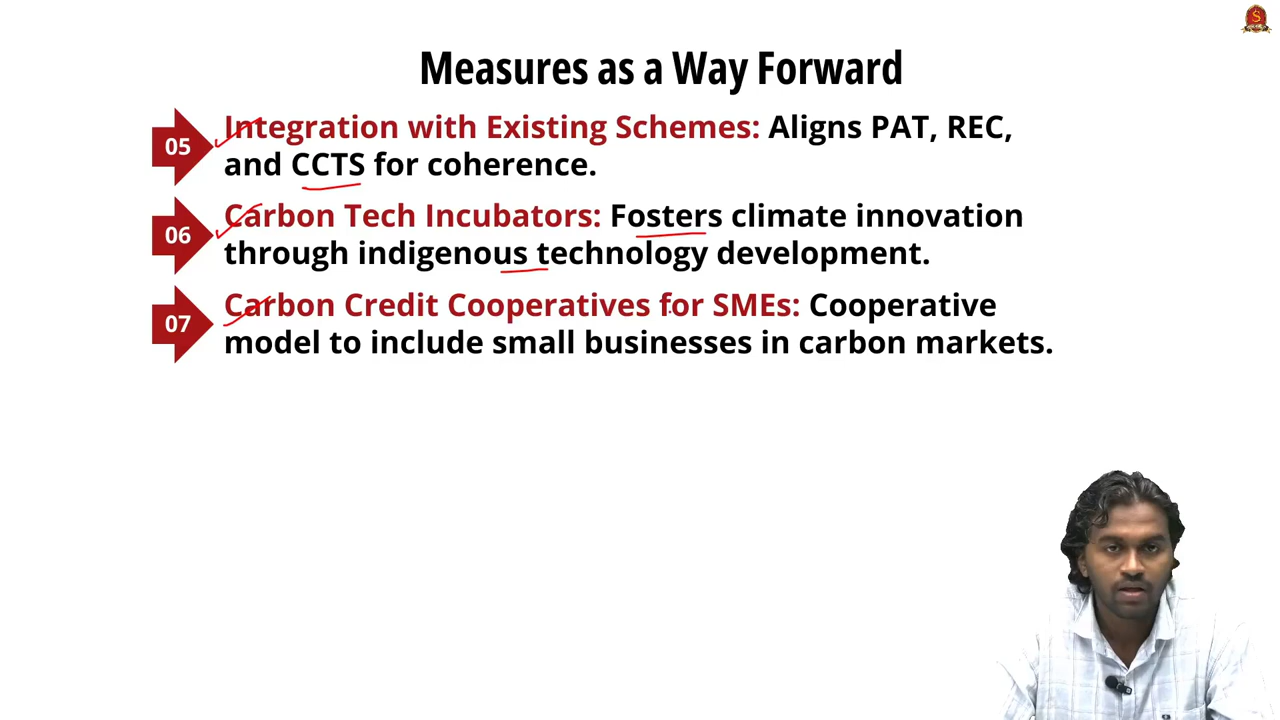 Measures as a Way Forward
05 Integration with Existing Schemes: Aligns PAT, REC,
and CCTS for coherence.
06 Carbon Tech Incubators: Fosters climate innovation
through indigenous technology development.
07 Carbon Credit Cooperatives for SMEs: Cooperative
model to include small businesses in carbon markets.